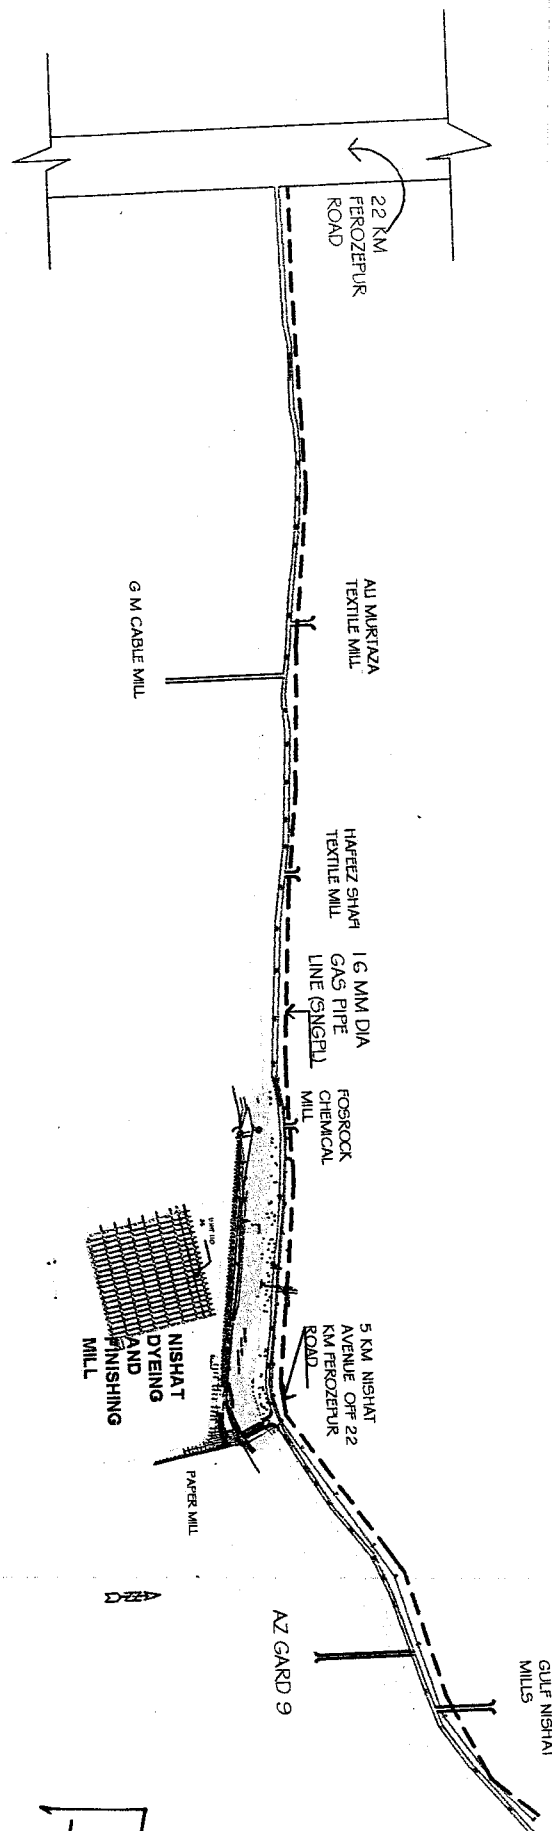 22 KM
FEROZEPUR
ROAD
ALI MURTAZA
TEXTILE MILL
G M CABLE MILL
HAFEEZ SHAFI
TEXTILE MILL
16 MM DIA
GAS PIPE
LINE (SNGPL)
FOSROCK
CHEMICAL
MILL
NISHAT
DYEING
AND
FINISHING
MILL
5 KM NISHAT
AVENUE OFF 22
KM FEROZEPUR
ROAD
PAPER MILL
AZ GARD 9
GULF NISHAT
MILLS